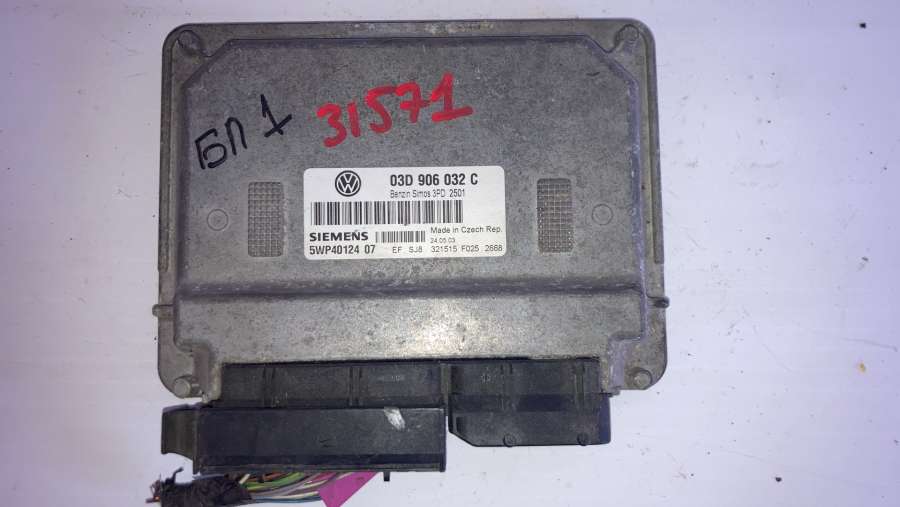 БП 1
31571
03D 906 032 C
Benzin Simos 3PD 2501
Made in Czech Rep.
SIEMENS
24.05.03
5WP40124 07 EF SJ8 321515 F025 2668